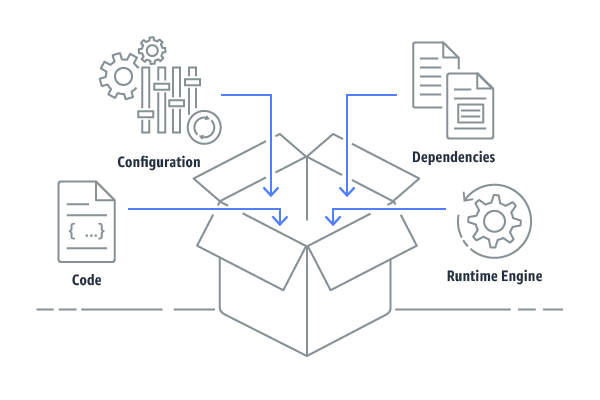 Configuration
Dependencies
Code
{ ...}
Runtime Engine